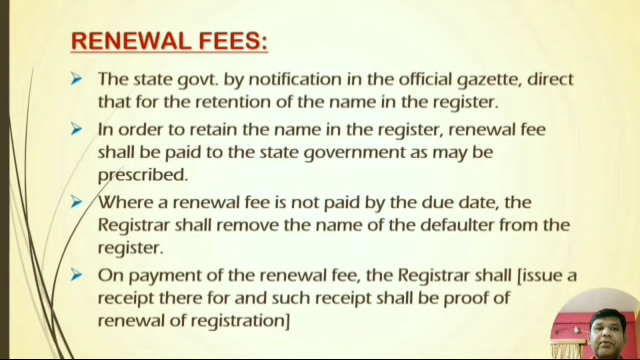 RENEWAL FEES:
The state govt. by notification in the official gazette, direct
that for the retention of the name in the register.
In order to retain the name in the register, renewal fee
shall be paid to the state government as may be
prescribed.
Where a renewal fee is not paid by the due date, the
Registrar shall remove the name of the defaulter from the
register.
On payment of the renewal fee, the Registrar shall [issue a
receipt there for and such receipt shall be proof of
renewal of registration]